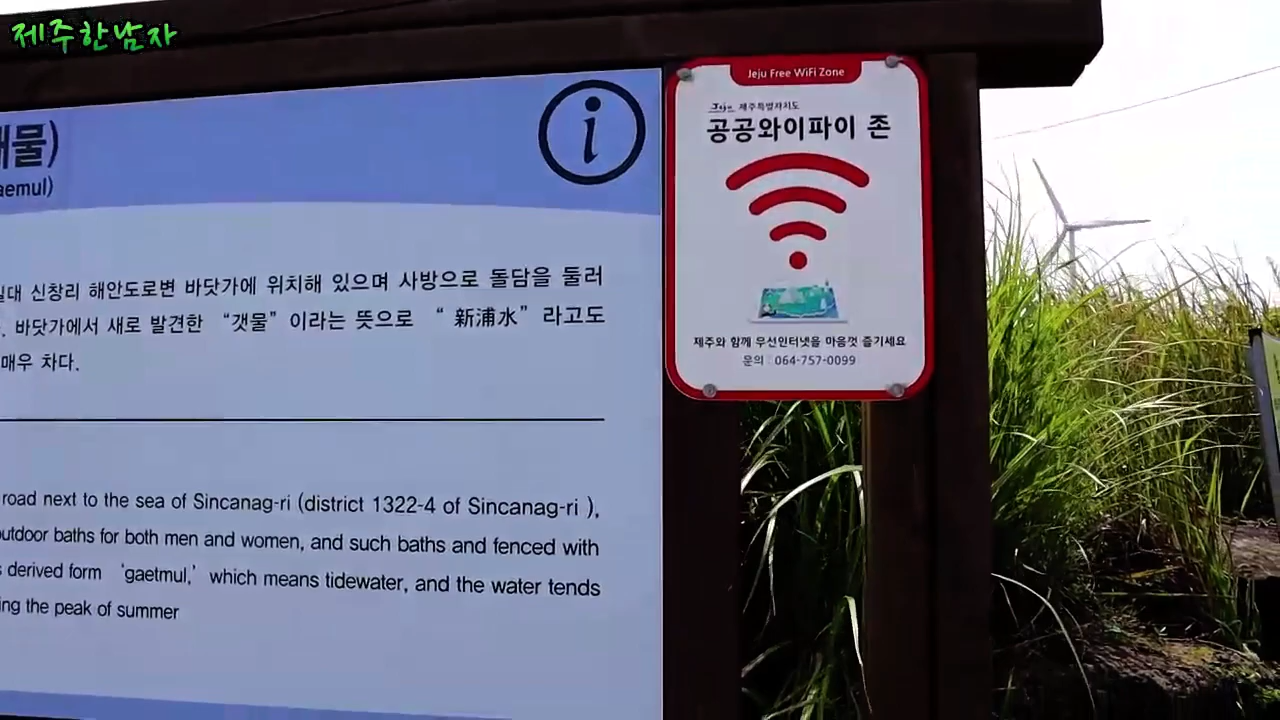 제주한남자
물)
aemul)
i
일대 신창리 해안도로변 바닷가에 위치해 있으며 사방으로 돌담을 둘러
. 바닷가에서 새로 발견한 “갯물” 이라는 뜻으로 “ 新浦水” 라고도
매우 차다.
road next to the sea of Sincanag-ri (district 1322-4 of Sincanag-ri ),
outdoor baths for both men and women, and such baths and fenced with
s derived form ‘gaetmul,’ which means tidewater, and the water tends
ing the peak of summer
Jeju Free WiFi Zone
Jeju 제주특별자치도
공공와이파이 존
제주와 함께 무선인터넷을 마음껏 즐기세요
문의 : 064-757-0099